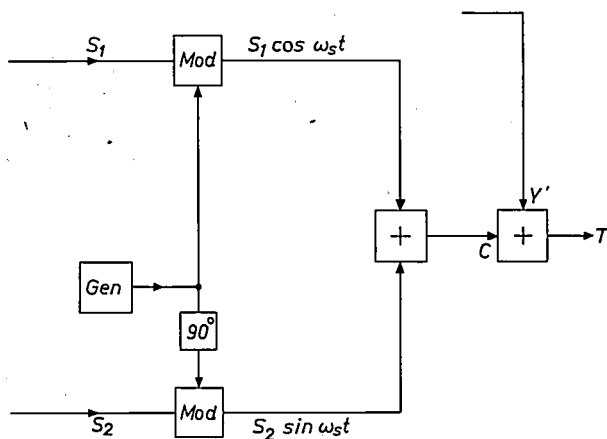 S₁
Mod
S₁ cos ωₛt
Y'
+
+
C
T
Gen
90°
Mod
S₂
S₂ sin ωₛt